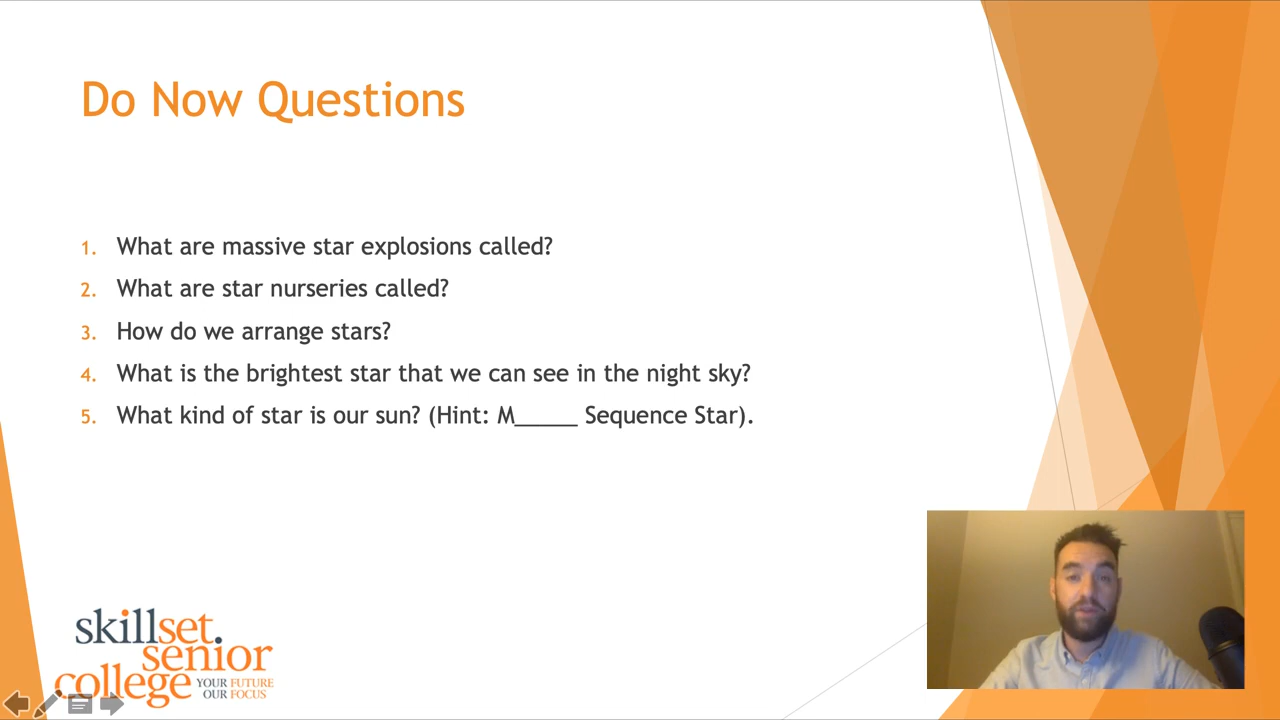 Do Now Questions
1. What are massive star explosions called?
2. What are star nurseries called?
3. How do we arrange stars?
4. What is the brightest star that we can see in the night sky?
5. What kind of star is our sun? (Hint: M_____ Sequence Star).
skillset.
senior
college YOUR FUTURE
OUR FOCUS